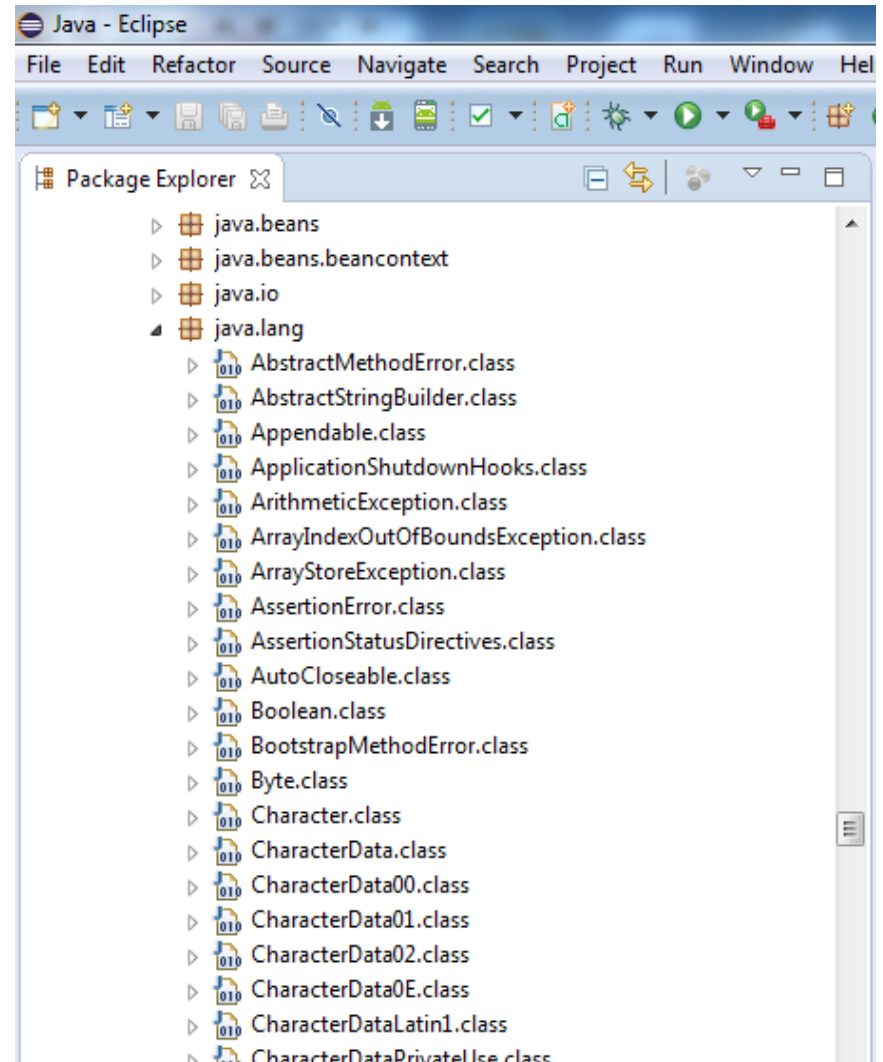 Java - Eclipse
File Edit Refactor Source Navigate Search Project Run Window Hel
Package Explorer
java.beans
java.beans.beancontext
java.io
java.lang
AbstractMethodError.class
AbstractStringBuilder.class
Appendable.class
ApplicationShutdownHooks.class
ArithmeticException.class
ArrayIndexOutOfBoundsException.class
ArrayStoreException.class
AssertionError.class
AssertionStatusDirectives.class
AutoCloseable.class
Boolean.class
BootstrapMethodError.class
Byte.class
Character.class
CharacterData.class
CharacterData00.class
CharacterData01.class
CharacterData02.class
CharacterData0E.class
CharacterDataLatin1.class
CharacterDataPrivateUse.class